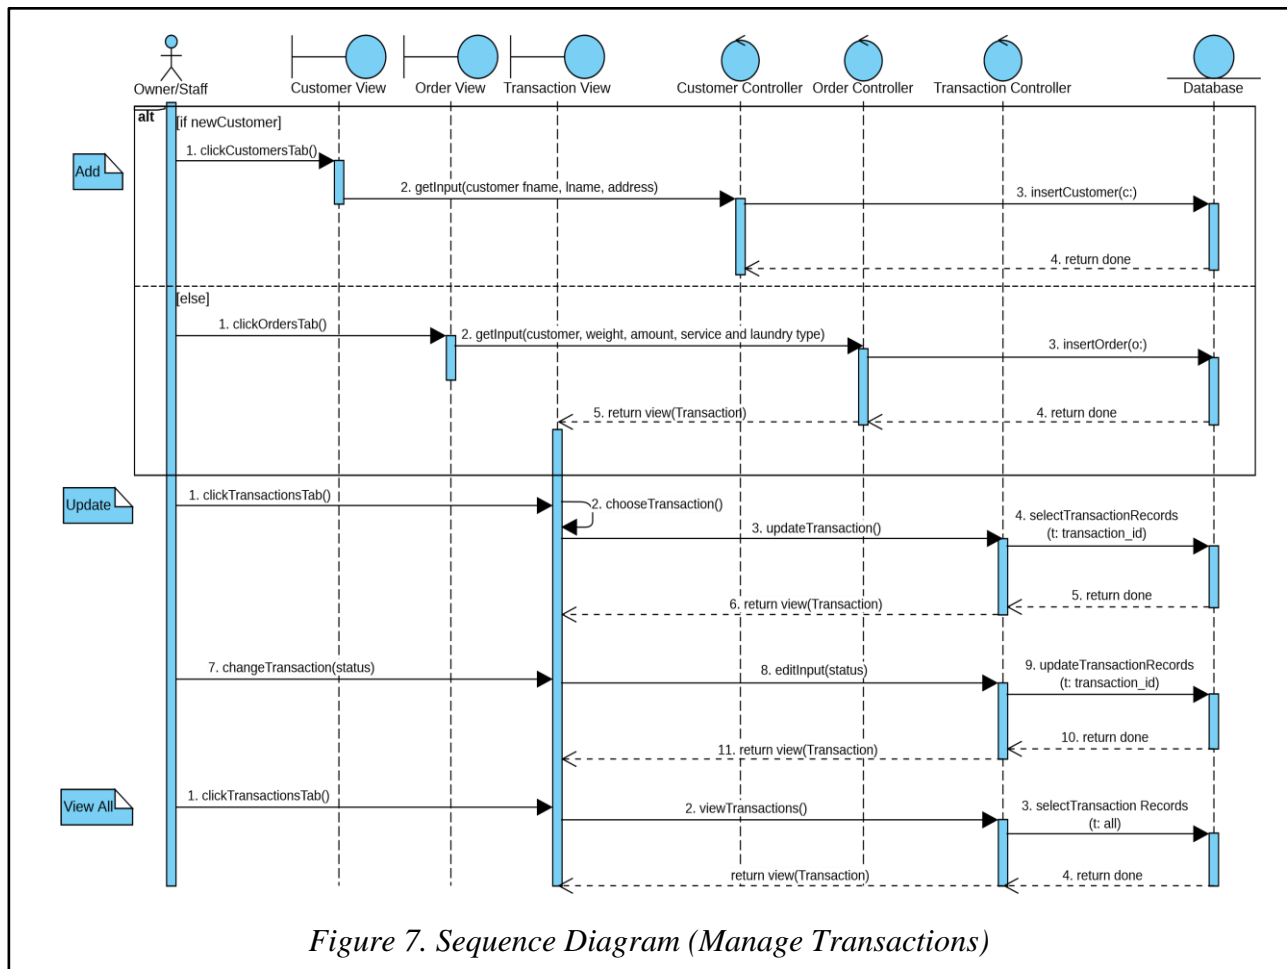 Owner/Staff
Customer View
Order View
Transaction View
Customer Controller
Order Controller
Transaction Controller
Database
alt
[if newCustomer]
Add
1. clickCustomersTab()
2. getInput(customer fname, lname, address)
3. insertCustomer(c:)
4. return done
[else]
1. clickOrdersTab()
2. getInput(customer, weight, amount, service and laundry type)
3. insertOrder(o:)
4. return done
5. return view(Transaction)
Update
1. clickTransactionsTab()
2. chooseTransaction()
3. updateTransaction()
4. selectTransactionRecords
(t: transaction_id)
5. return done
6. return view(Transaction)
7. changeTransaction(status)
8. editInput(status)
9. updateTransactionRecords
(t: transaction_id)
10. return done
11. return view(Transaction)
View All
1. clickTransactionsTab()
2. viewTransactions()
3. selectTransaction Records
(t: all)
4. return done
return view(Transaction)
Figure 7. Sequence Diagram (Manage Transactions)